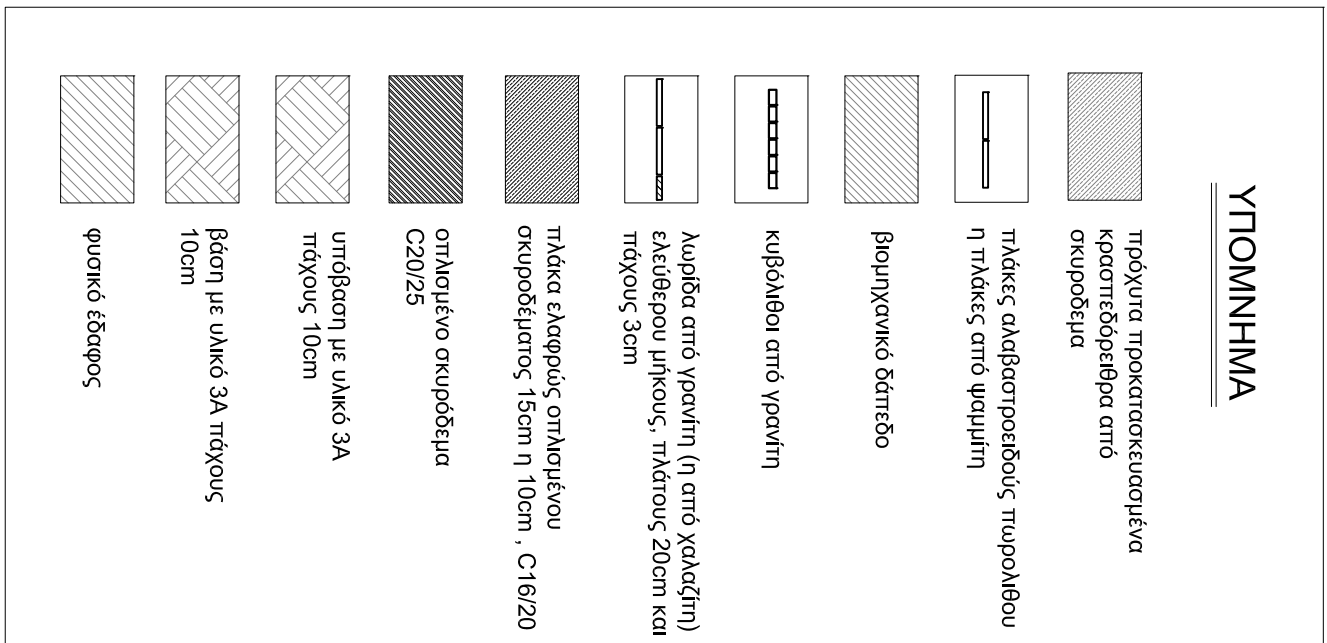 ΥΠΟΜΝΗΜΑ
πρόχυτα προκατασκευασμένα
κρασπεδόρειθρα από
σκυροδεμα
πλάκες αλαβαστροειδούς πωρολιθου
η πλάκες από ψαμμίτη
βιομηχανικό δάπεδο
κυβόλιθοι από γρανίτη
λωρίδα από γρανίτη (η από χαλαζίτη)
ελεύθερου μήκους, πλάτους 20cm και
πάχους 3cm
πλάκα ελαφρώς οπλισμένου
σκυροδέματος 15cm η 10cm , C16/20
οπλισμένο σκυρόδεμα
C20/25
υπόβαση με υλικό 3Α
πάχους 10cm
βάση με υλικό 3Α πάχους
10cm
φυσικό έδαφος